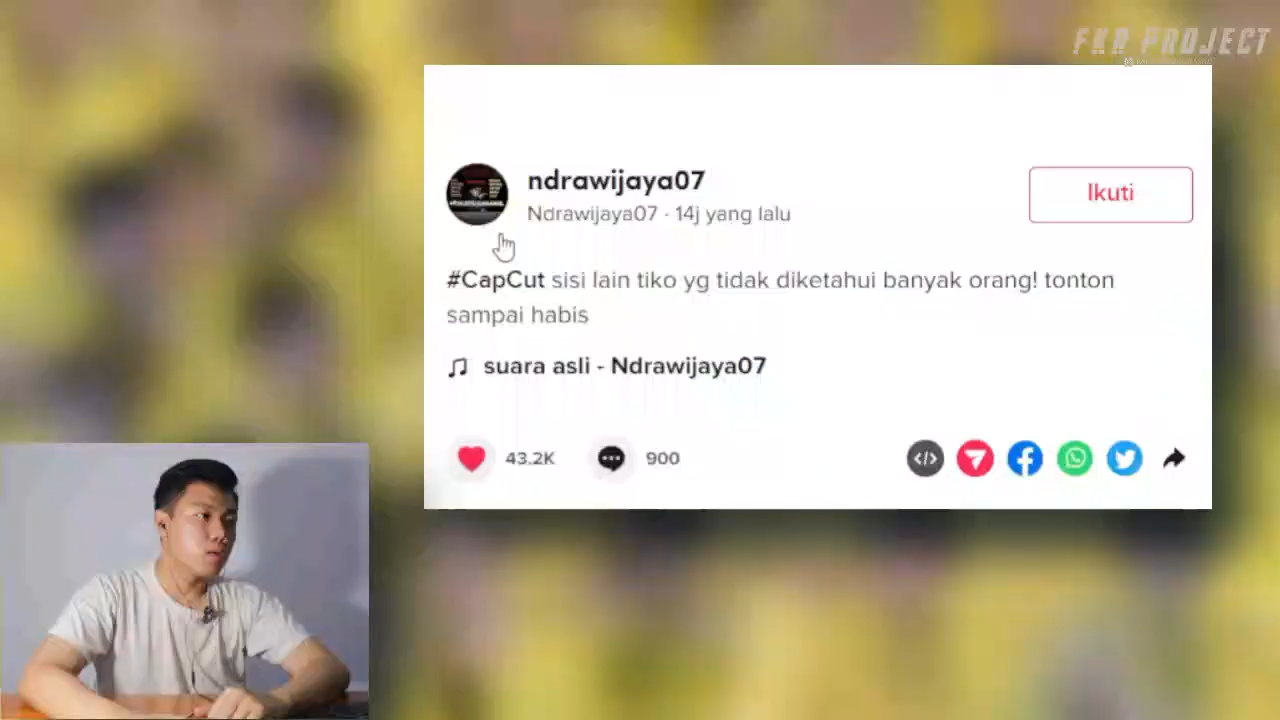 FKR PROJECT
ndrawijaya07
Ikuti
Ndrawijaya07 · 14j yang lalu
#CapCut sisi lain tiko yg tidak diketahui banyak orang! tonton
sampai habis
suara asli - Ndrawijaya07
43.2K
900